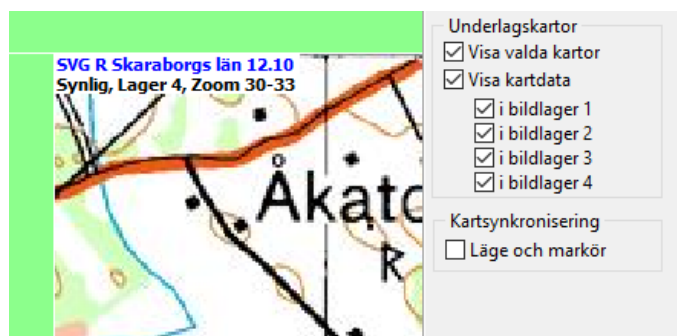 SVG R Skaraborgs län 12.10
Synlig, Lager 4, Zoom 30-33
R
Underlagskartor
Visa valda kartor
Visa kartdata
i bildlager 1
i bildlager 2
i bildlager 3
i bildlager 4
Kartsynkronisering
Läge och markör